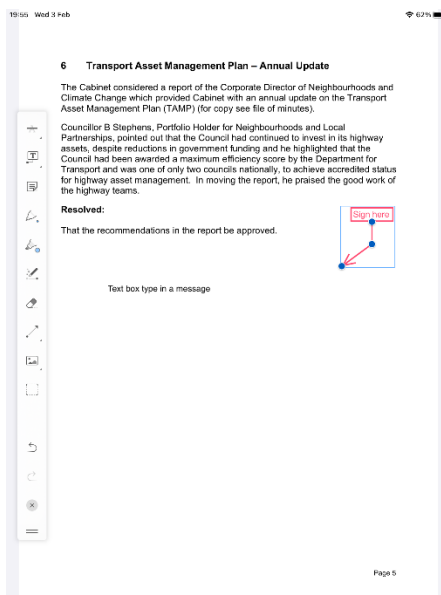 19:55 Wed 3 Feb
62%
6 Transport Asset Management Plan – Annual Update
The Cabinet considered a report of the Corporate Director of Neighbourhoods and
Climate Change which provided Cabinet with an annual update on the Transport
Asset Management Plan (TAMP) (for copy see file of minutes).
Councillor B Stephens, Portfolio Holder for Neighbourhoods and Local
Partnerships, pointed out that the Council had continued to invest in its highway
assets, despite reductions in government funding and he highlighted that the
Council had been awarded a maximum efficiency score by the Department for
Transport and was one of only two councils nationally, to achieve accredited status
for highway asset management. In moving the report, he praised the good work of
the highway teams.
Resolved:
Sign here
That the recommendations in the report be approved.
Text box type in a message
Page 5